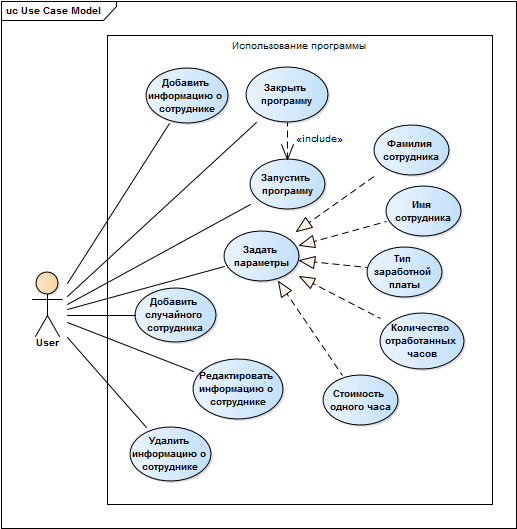 uc Use Case Model
Использование программы
Добавить
информацию о
сотруднике
Закрыть
программу
«include»
Фамилия
сотрудника
Запустить
программу
Имя
сотрудника
Задать
параметры
Тип
заработной
платы
User
Добавить
случайного
сотрудника
Количество
отработанных
часов
Редактировать
информацию о
сотруднике
Стоимость
одного часа
Удалить
информацию о
сотруднике